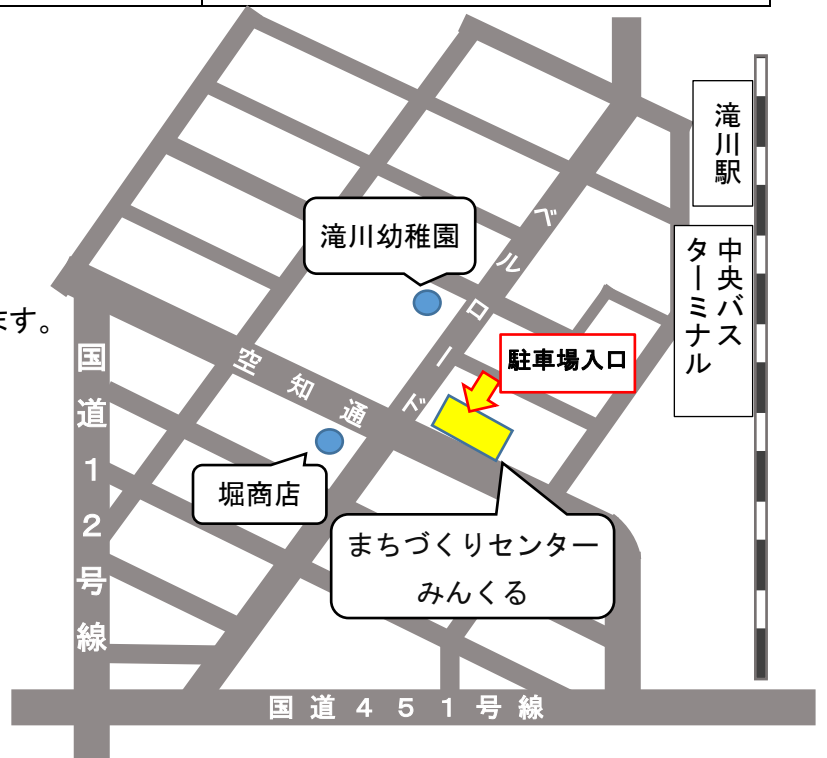 滝川駅
中央バス
ターミナル
ベルロード
滝川幼稚園
ます。
駐車場入口
国道12号線
空知通
堀商店
まちづくりセンター
みんくる
国道451号線